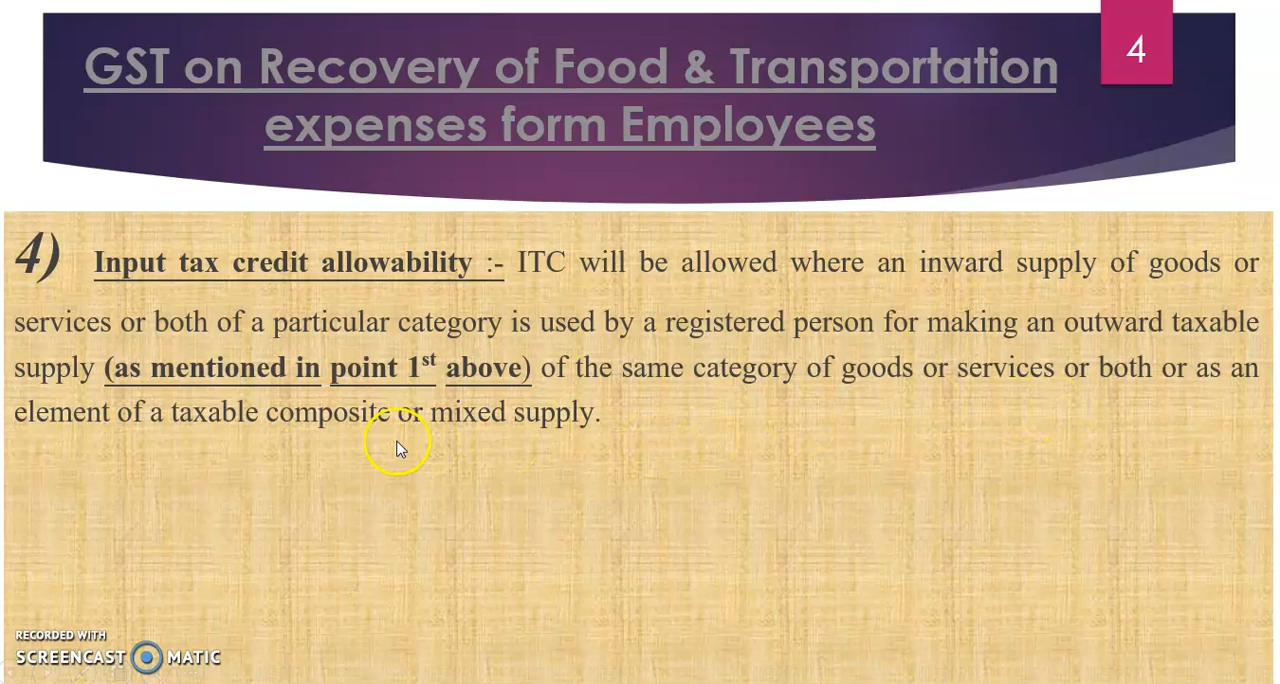 4
GST on Recovery of Food & Transportation
expenses form Employees
4) Input tax credit allowability :- ITC will be allowed where an inward supply of goods or
services or both of a particular category is used by a registered person for making an outward taxable
supply (as mentioned in point 1st above) of the same category of goods or services or both or as an
element of a taxable composite or mixed supply.
RECORDED WITH
SCREENCAST MATIC